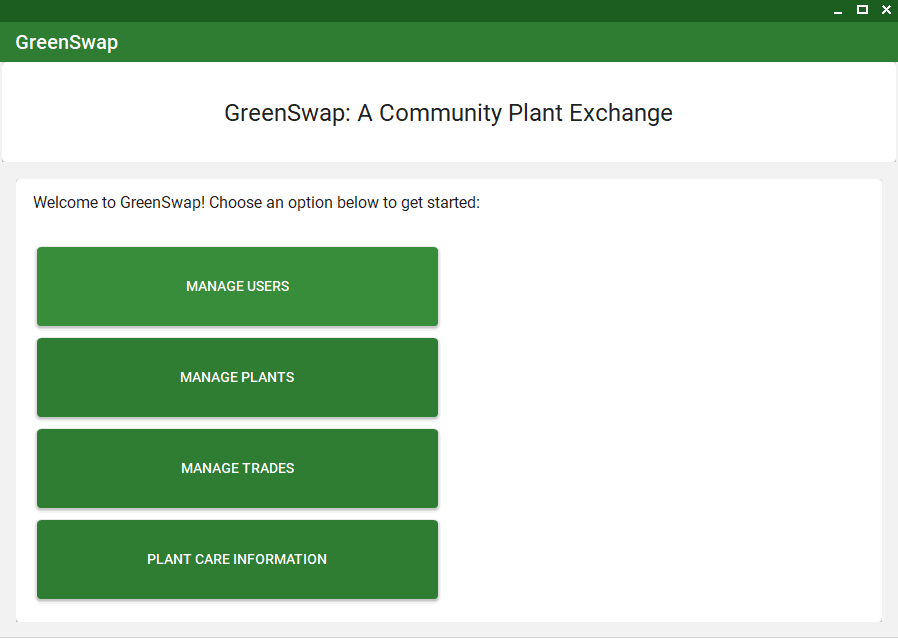 GreenSwap
GreenSwap: A Community Plant Exchange
Welcome to GreenSwap! Choose an option below to get started:
MANAGE USERS
MANAGE PLANTS
MANAGE TRADES
PLANT CARE INFORMATION